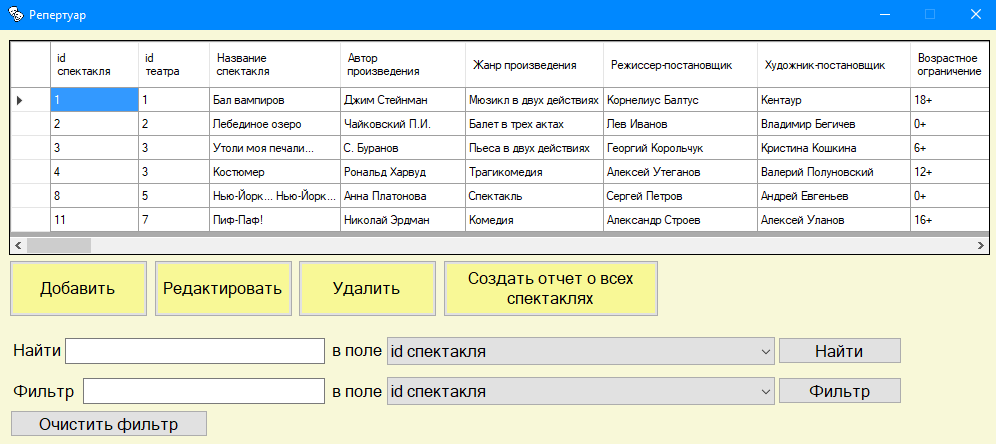 Репертуар
id спектакля id театра Название спектакля Автор произведения Жанр произведения Режиссер-постановщик Художник-постановщик Возрастное ограничение
1 1 Бал вампиров Джим Стейнман Мюзикл в двух действиях Корнелиус Балтус Кентаур 18+
2 2 Лебединое озеро Чайковский П.И. Балет в трех актах Лев Иванов Владимир Бегичев 0+
3 3 Утоли моя печали... С. Буранов Пьеса в двух действиях Георгий Корольчук Кристина Кошкина 6+
4 3 Костюмер Рональд Харвуд Трагикомедия Алексей Утеганов Валерий Полуновский 12+
8 5 Нью-Йорк... Нью-Йорк... Анна Платонова Спектакль Сергей Петров Андрей Евгеньев 0+
11 7 Пиф-Паф! Николай Эрдман Комедия Александр Строев Алексей Уланов 16+
Добавить Редактировать Удалить Создать отчет о всех
спектаклях
Найти в поле id спектакля Найти
Фильтр в поле id спектакля Фильтр
Очистить фильтр